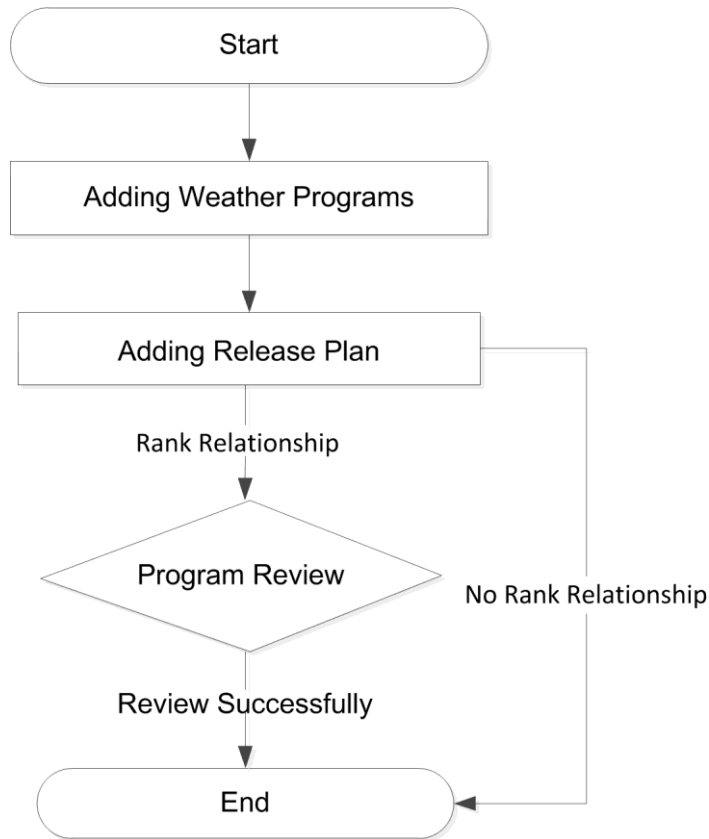 Start
Adding Weather Programs
Adding Release Plan
Rank Relationship
Program Review
No Rank Relationship
Review Successfully
End